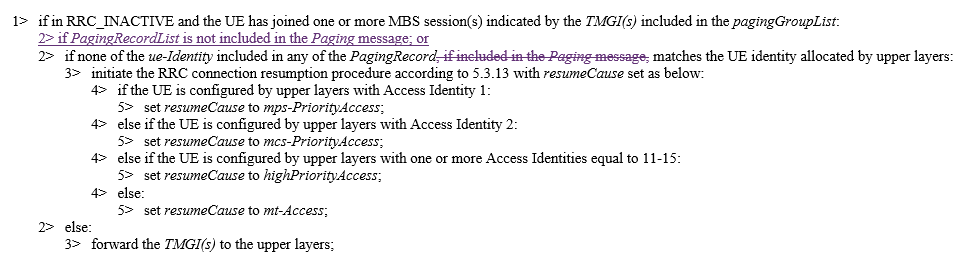 1> if in RRC_INACTIVE and the UE has joined one or more MBS session(s) indicated by the TMGI(s) included in the pagingGroupList:
2> if PagingRecordList is not included in the Paging message; or
2> if none of the ue-Identity included in any of the PagingRecord, if included in the Paging message, matches the UE identity allocated by upper layers:
3> initiate the RRC connection resumption procedure according to 5.3.13 with resumeCause set as below:
4> if the UE is configured by upper layers with Access Identity 1:
5> set resumeCause to mps-PriorityAccess;
4> else if the UE is configured by upper layers with Access Identity 2:
5> set resumeCause to mcs-PriorityAccess;
4> else if the UE is configured by upper layers with one or more Access Identities equal to 11-15:
5> set resumeCause to highPriorityAccess;
4> else:
5> set resumeCause to mt-Access;
2> else:
3> forward the TMGI(s) to the upper layers;